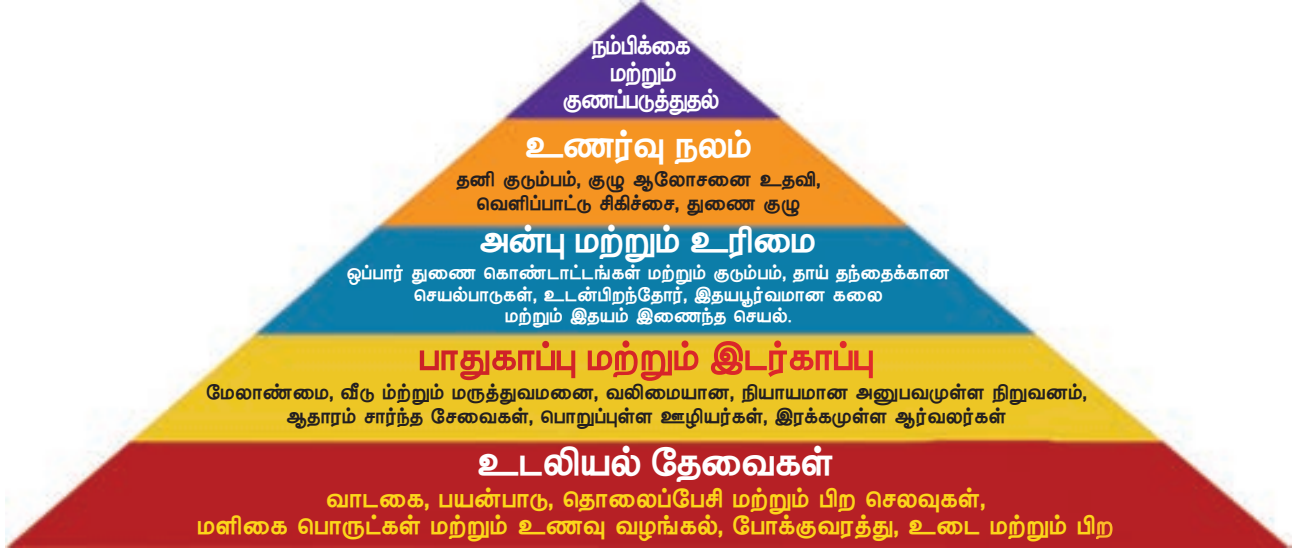 நம்பிக்கை
மற்றும்
குணப்படுத்துதல்
உணர்வு நலம்
தனி குடும்பம், குழு ஆலோசனை உதவி,
வெளிப்பாட்டு சிகிச்சை, துணை குழு
அன்பு மற்றும் உரிமை
ஒப்பார் துணை கொண்டாட்டங்கள் மற்றும் குடும்பம், தாய் தந்தைக்கான
செயல்பாடுகள், உடன்பிறந்தோர், இதயபூர்வமான கலை
மற்றும் இதயம் இணைந்த செயல்.
பாதுகாப்பு மற்றும் இடர்காப்பு
மேலாண்மை, வீடு ம்ற்றும் மருத்துவமனை, வலிமையான, நியாயமான அனுபவமுள்ள நிறுவனம்,
ஆதாரம் சார்ந்த சேவைகள், பொறுப்புள்ள ஊழியர்கள், இரக்கமுள்ள ஆர்வலர்கள்
உடலியல் தேவைகள்
வாடகை, பயன்பாடு, தொலைப்பேசி மற்றும் பிற செலவுகள்,
மளிகை பொருட்கள் மற்றும் உணவு வழங்கல், போக்குவரத்து, உடை மற்றும் பிற